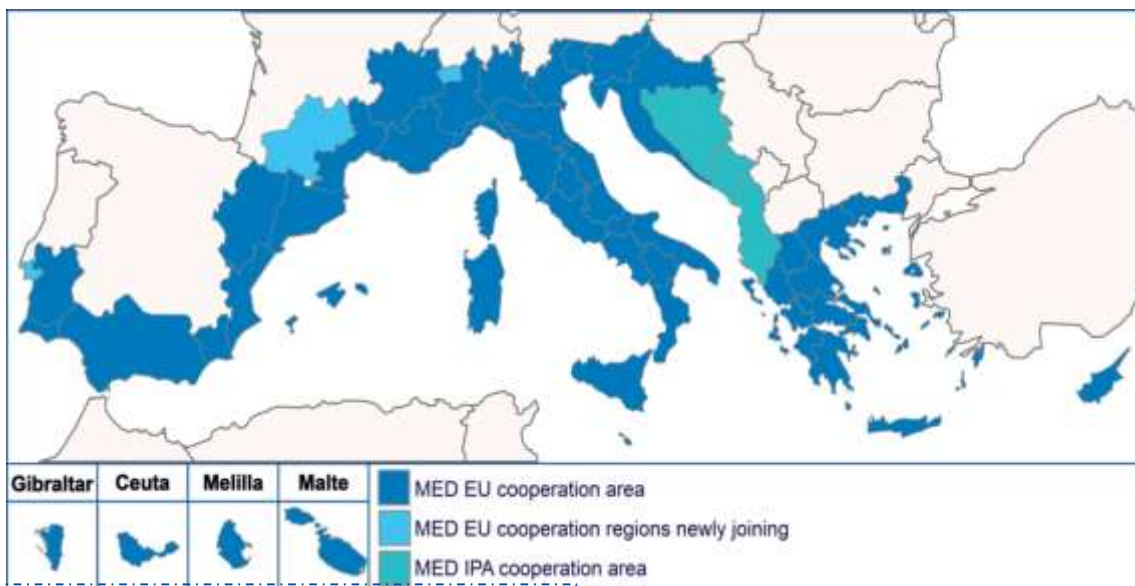 Gibraltar Ceuta Melilla Malte
MED EU cooperation area
MED EU cooperation regions newly joining
MED IPA cooperation area